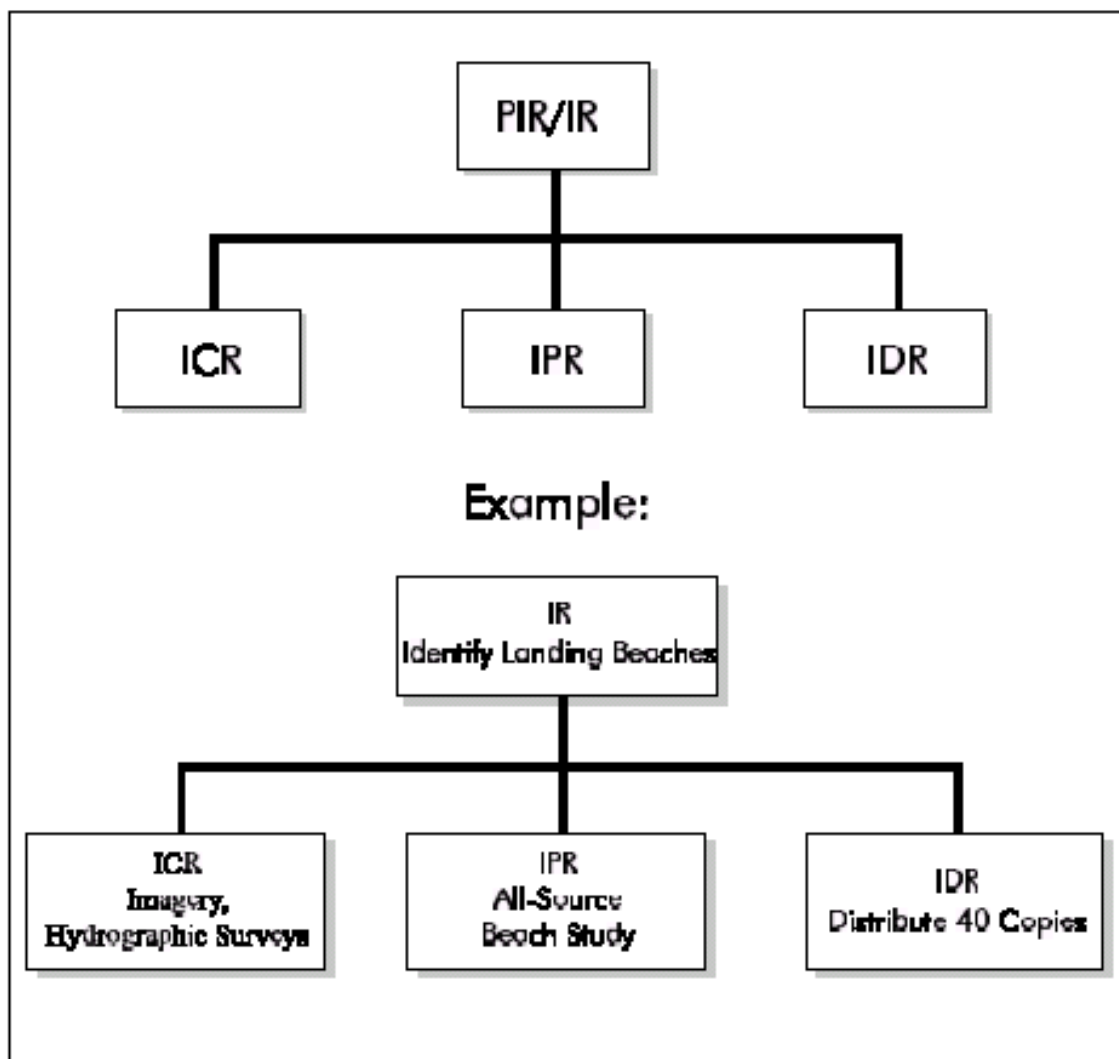 PIR/IR
ICR
IPR
IDR
Example:
IR
Identify Landing Beaches
ICR
Imagery,
Hydrographic Surveys
IPR
All-Source
Beach Study
IDR
Distribute 40 Copies